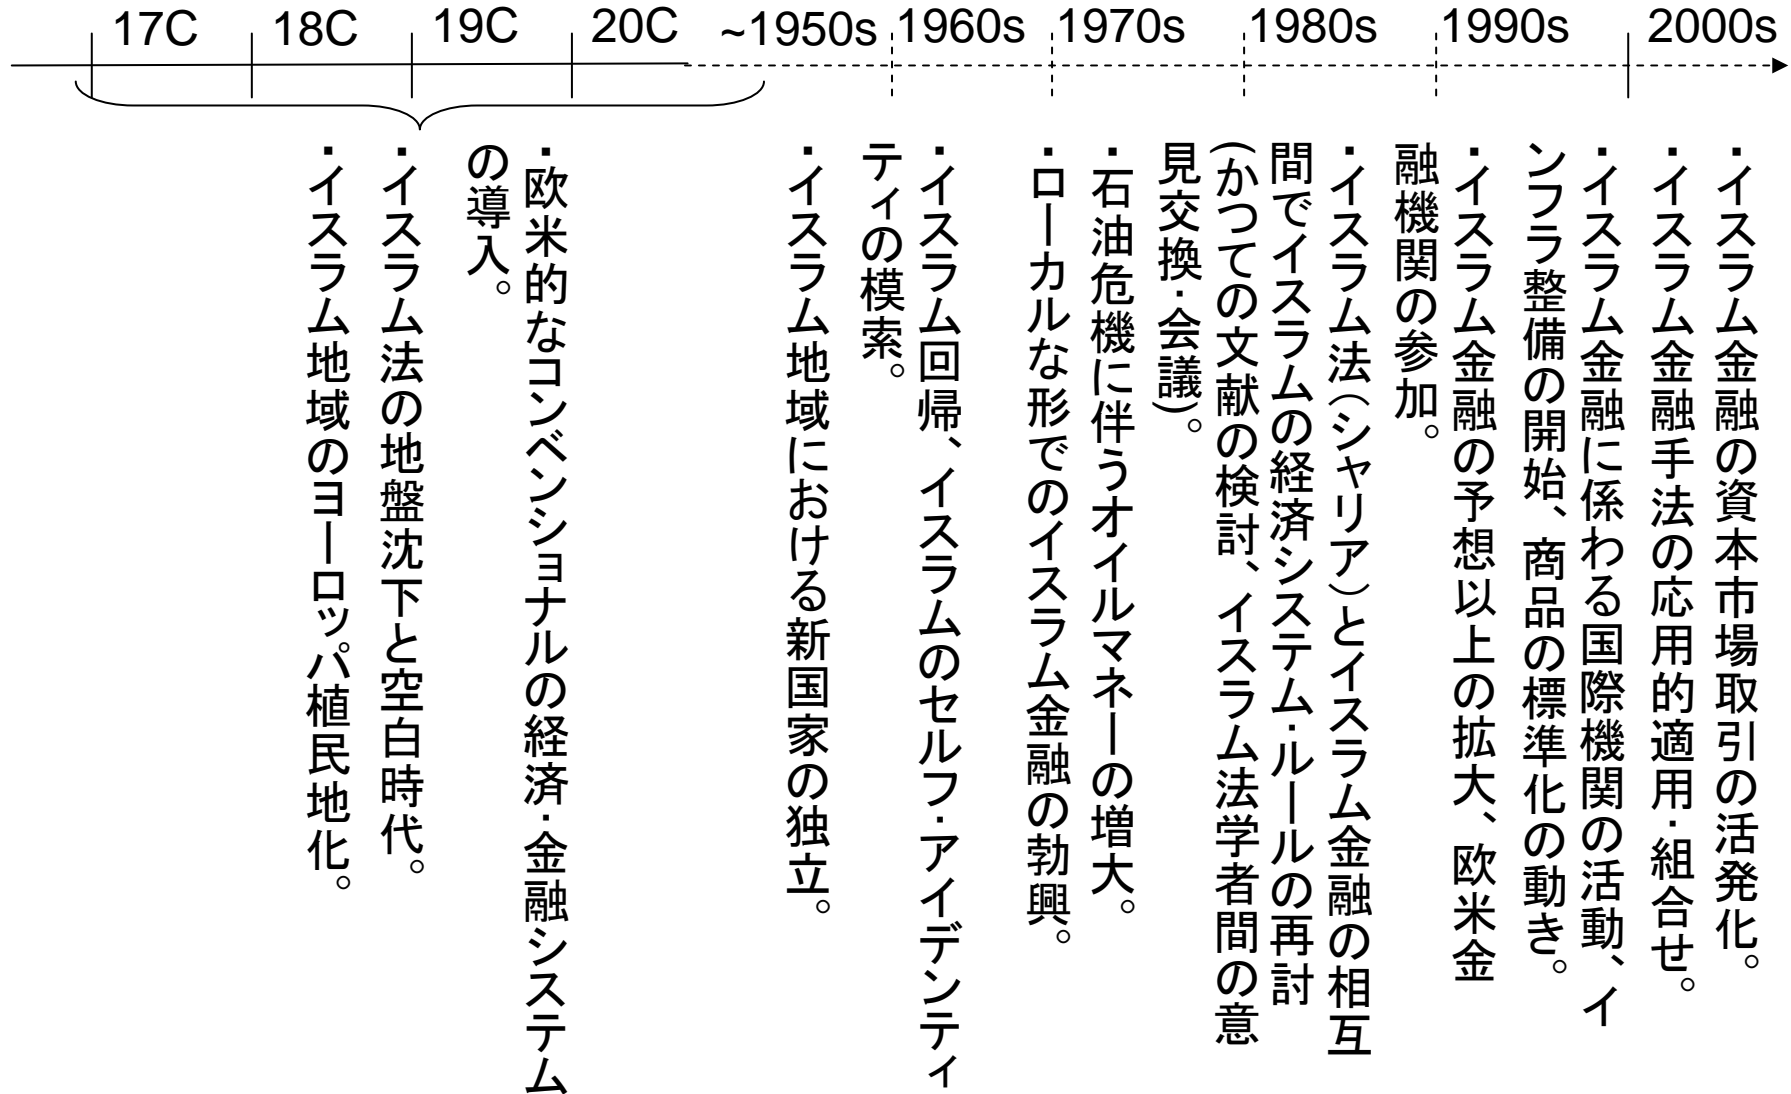 17C 18C 19C 20C ~1950s 1960s 1970s 1980s 1990s 2000s
・イスラム金融の資本市場取引の活発化。
・イスラム金融手法の応用的適用・組合せ。
・イスラム金融に係わる国際機関の活動、イ
ンフラ整備の開始、商品の標準化の動き。
・イスラム金融の予想以上の拡大、欧米金
融機関の参加。
・イスラム法(シャリア)とイスラム金融の相互
間でイスラムの経済システム・ルールの再討
(かつての文献の検討、イスラム法学者間の意
見交換・会議)。
・石油危機に伴うオイルマネーの増大。
・ローカルな形でのイスラム金融の勃興。
・イスラム回帰、イスラムのセルフ・アイデンティ
ティの模索。
・イスラム地域における新国家の独立。
・欧米的なコンベンショナルの経済・金融システム
の導入。
・イスラム法の地盤沈下と空白時代。
・イスラム地域のヨーロッパ植民地化。